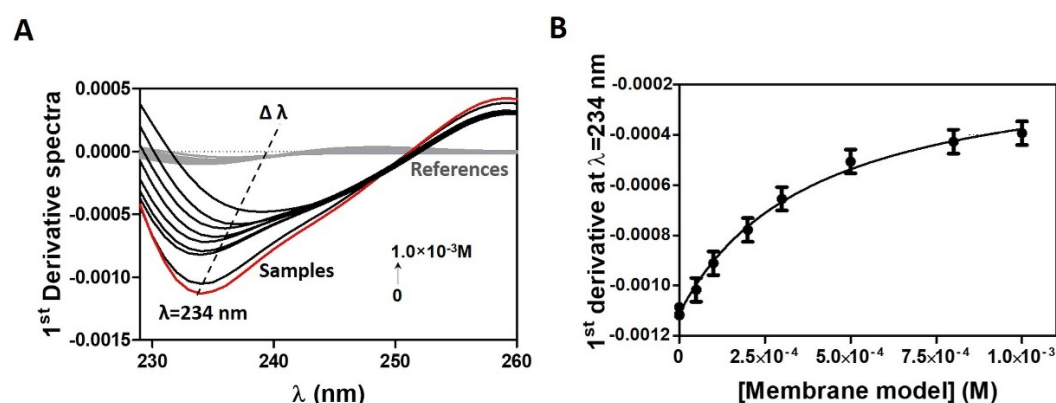 A
1st Derivative spectra
0.0005
0.0000
-0.0005
-0.0010
-0.0015
Δ λ
References
Samples
1.0×10-3M
0
λ=234 nm
230
240
250
260
λ (nm)
B
1st derivative at λ=234 nm
-0.0002
-0.0004
-0.0006
-0.0008
-0.0010
-0.0012
0
2.5×10-4
5.0×10-4
7.5×10-4
1.0×10-3
[Membrane model] (M)